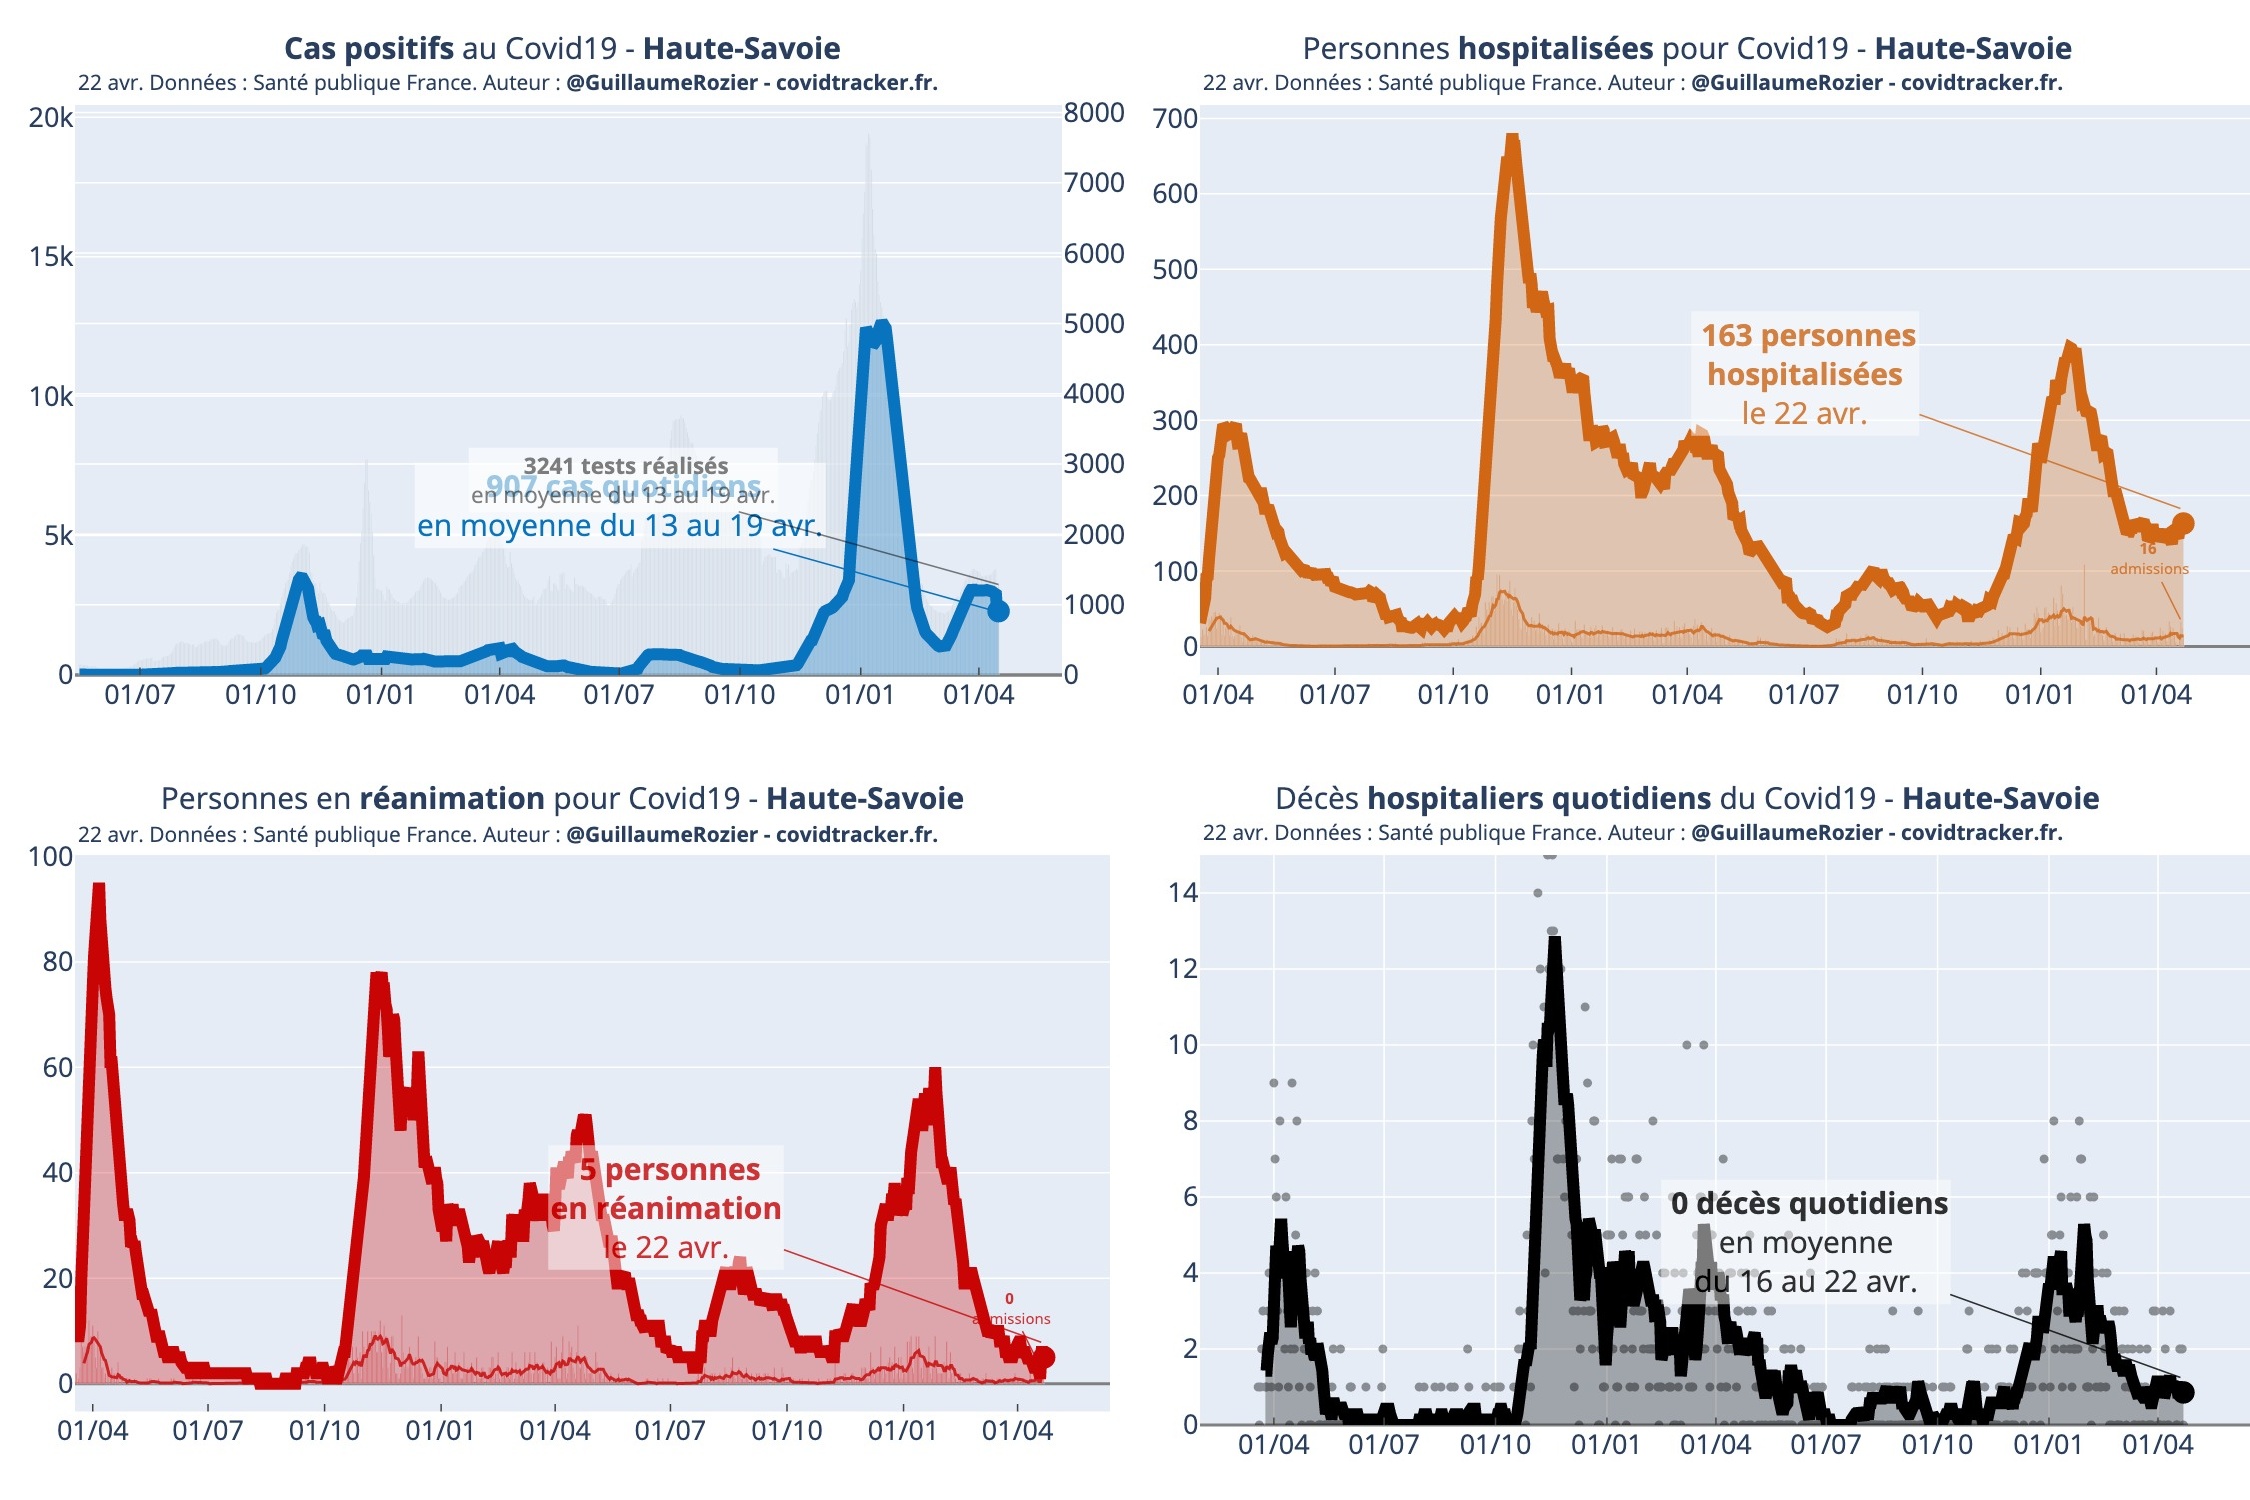 Cas positifs au Covid19 - Haute-Savoie
22 avr. Données : Santé publique France. Auteur : @GuillaumeRozier - covidtracker.fr.
20k
15k
10k
5k
0
8000
7000
6000
5000
4000
3000
2000
1000
0
3241 tests réalisés
en moyenne du 13 au 19 avr.
907 cas quotidiens
en moyenne du 13 au 19 avr.
01/07 01/10 01/01 01/04 01/07 01/10 01/01 01/04
Personnes hospitalisées pour Covid19 - Haute-Savoie
22 avr. Données : Santé publique France. Auteur : @GuillaumeRozier - covidtracker.fr.
700
600
500
400
300
200
100
0
163 personnes
hospitalisées
le 22 avr.
16
admissions
01/04 01/07 01/10 01/01 01/04 01/07 01/10 01/01 01/04
Personnes en réanimation pour Covid19 - Haute-Savoie
22 avr. Données : Santé publique France. Auteur : @GuillaumeRozier - covidtracker.fr.
100
80
60
40
20
0
5 personnes
en réanimation
le 22 avr.
0
admissions
01/04 01/07 01/10 01/01 01/04 01/07 01/10 01/01 01/04
Décès hospitaliers quotidiens du Covid19 - Haute-Savoie
22 avr. Données : Santé publique France. Auteur : @GuillaumeRozier - covidtracker.fr.
14
12
10
8
6
4
2
0
0 décès quotidiens
en moyenne
du 16 au 22 avr.
01/04 01/07 01/10 01/01 01/04 01/07 01/10 01/01 01/04